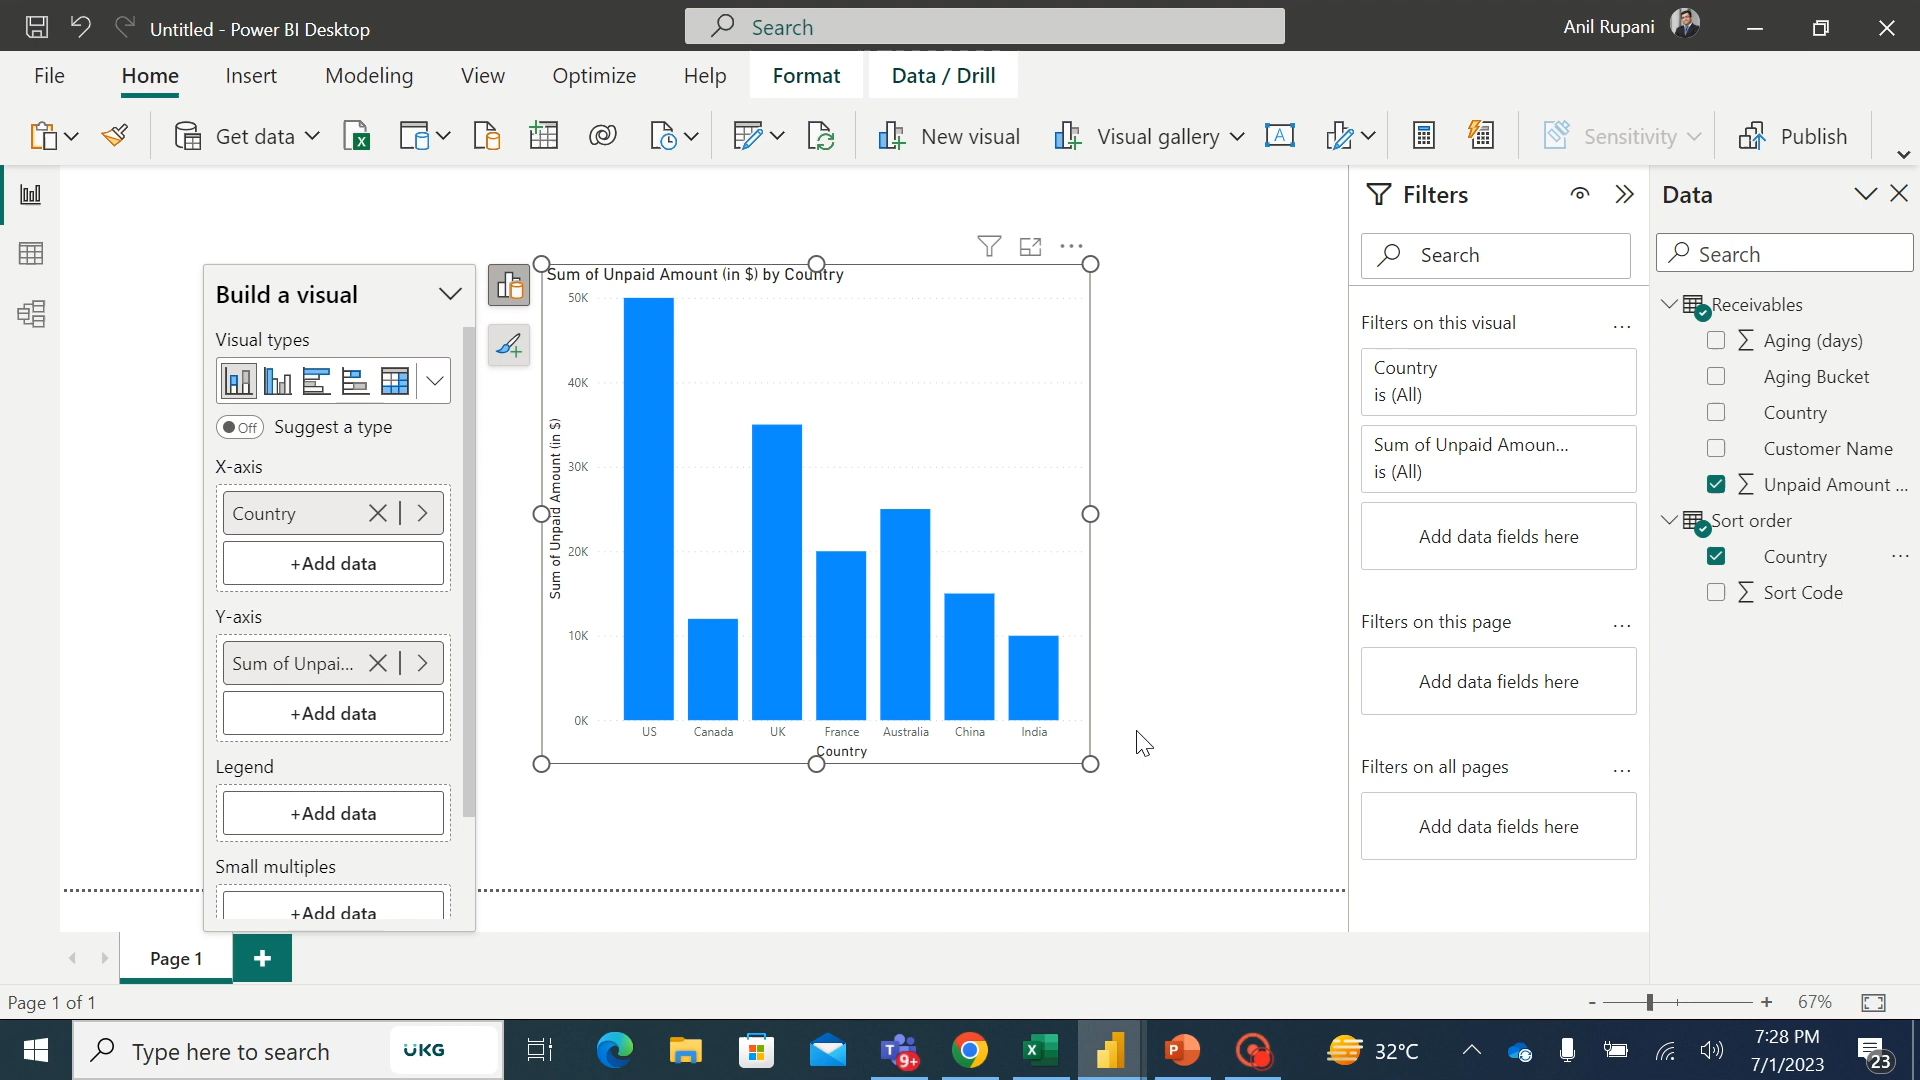 Untitled - Power BI Desktop
Search
Anil Rupani
File
Home
Insert
Modeling
View
Optimize
Help
Format
Data / Drill
Get data
New visual
Visual gallery
Sensitivity
Publish
Build a visual
Visual types
Off
Suggest a type
X-axis
Country
+Add data
Y-axis
Sum of Unpai...
+Add data
Legend
+Add data
Small multiples
+Add data
Sum of Unpaid Amount (in $) by Country
Sum of Unpaid Amount (in $)
50K
40K
30K
20K
10K
0K
US
Canada
UK
France
Australia
China
India
Country
Filters
Search
Filters on this visual
Country
is (All)
Sum of Unpaid Amoun...
is (All)
Add data fields here
Filters on this page
Add data fields here
Filters on all pages
Add data fields here
Data
Search
Receivables
Aging (days)
Aging Bucket
Country
Customer Name
Unpaid Amount ...
Sort order
Country
Sort Code
Page 1
Page 1 of 1
67%
Type here to search
UKG
9+
32°C
7:28 PM
7/1/2023
23